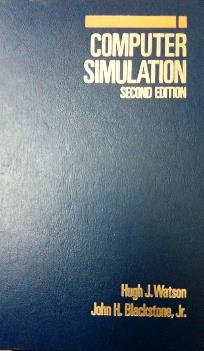 COMPUTER
SIMULATION
SECOND EDITION
Hugh J. Watson
John H. Blackstone, Jr.